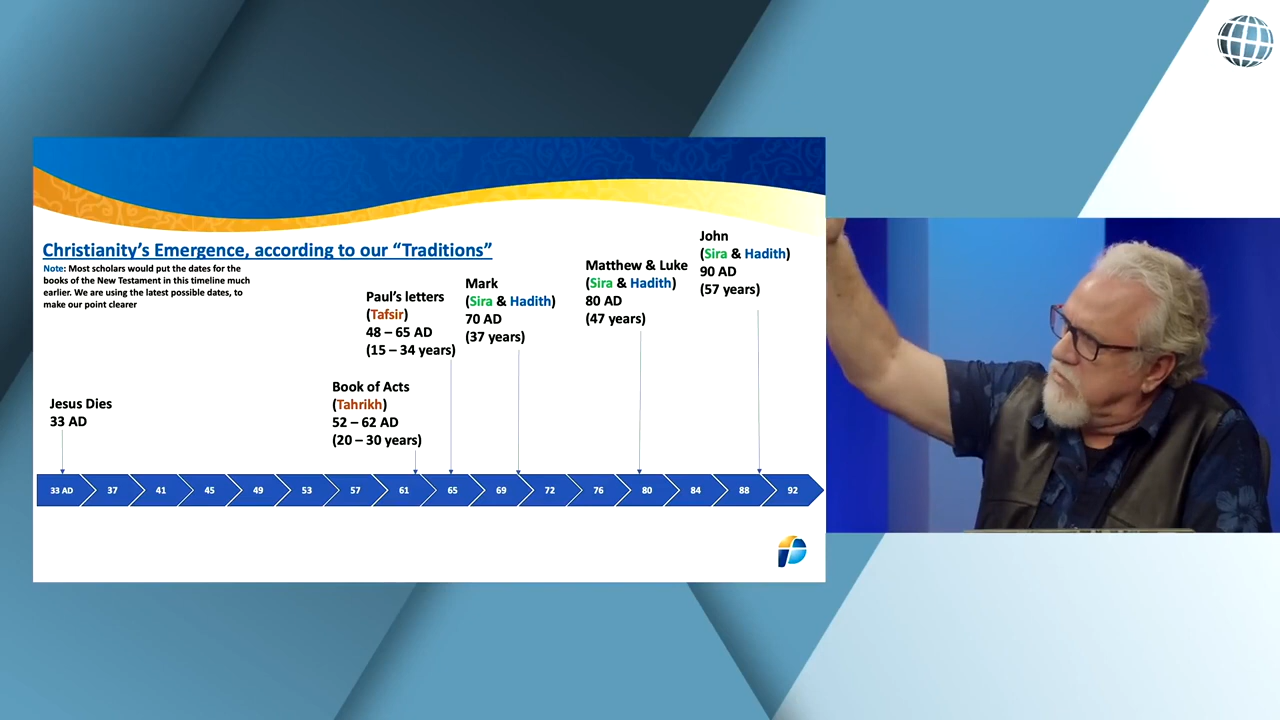 Christianity's Emergence, according to our “Traditions”
Note: Most scholars would put the dates for the
books of the New Testament in this timeline much
earlier. We are using the latest possible dates, to
make our point clearer
Jesus Dies
33 AD
Book of Acts
(Tahrikh)
52 – 62 AD
(20 – 30 years)
Paul's letters
(Tafsir)
48 – 65 AD
(15 – 34 years)
Mark
(Sira & Hadith)
70 AD
(37 years)
Matthew & Luke
(Sira & Hadith)
80 AD
(47 years)
John
(Sira & Hadith)
90 AD
(57 years)
33 AD 37 41 45 49 53 57 61 65 69 72 76 80 84 88 92